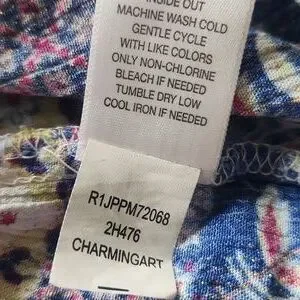 INSIDE OUT
MACHINE WASH COLD
GENTLE CYCLE
WITH LIKE COLORS
ONLY NON-CHLORINE
BLEACH IF NEEDED
TUMBLE DRY LOW
COOL IRON IF NEEDED
R1JPPM72068
2H476
CHARMINGART